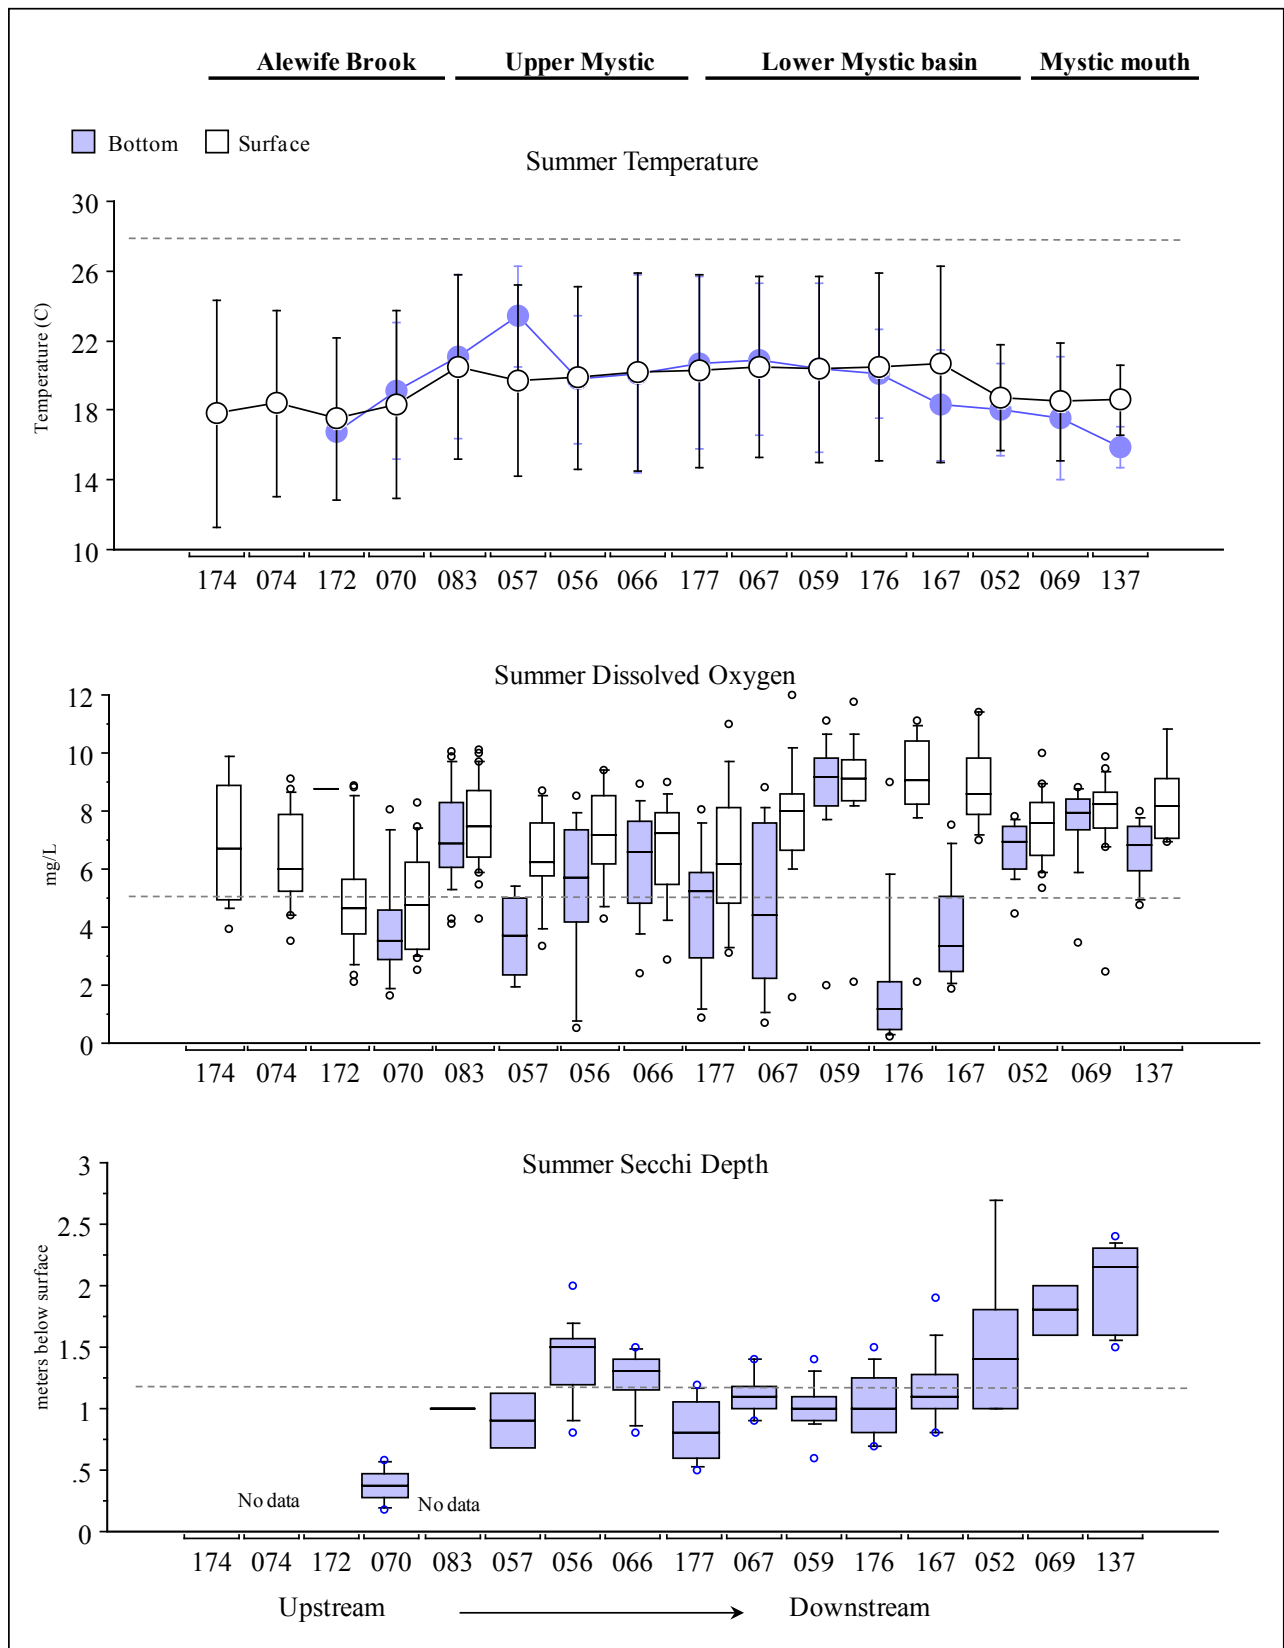 Alewife Brook Upper Mystic Lower Mystic basin Mystic mouth
Bottom Surface
Summer Temperature
Temperature (C)
30
26
22
18
14
10
174 074 172 070 083 057 056 066 177 067 059 176 167 052 069 137
Summer Dissolved Oxygen
mg/L
12
10
8
6
4
2
0
174 074 172 070 083 057 056 066 177 067 059 176 167 052 069 137
Summer Secchi Depth
meters below surface
3
2.5
2
1.5
1
.5
0
No data No data
174 074 172 070 083 057 056 066 177 067 059 176 167 052 069 137
Upstream Downstream